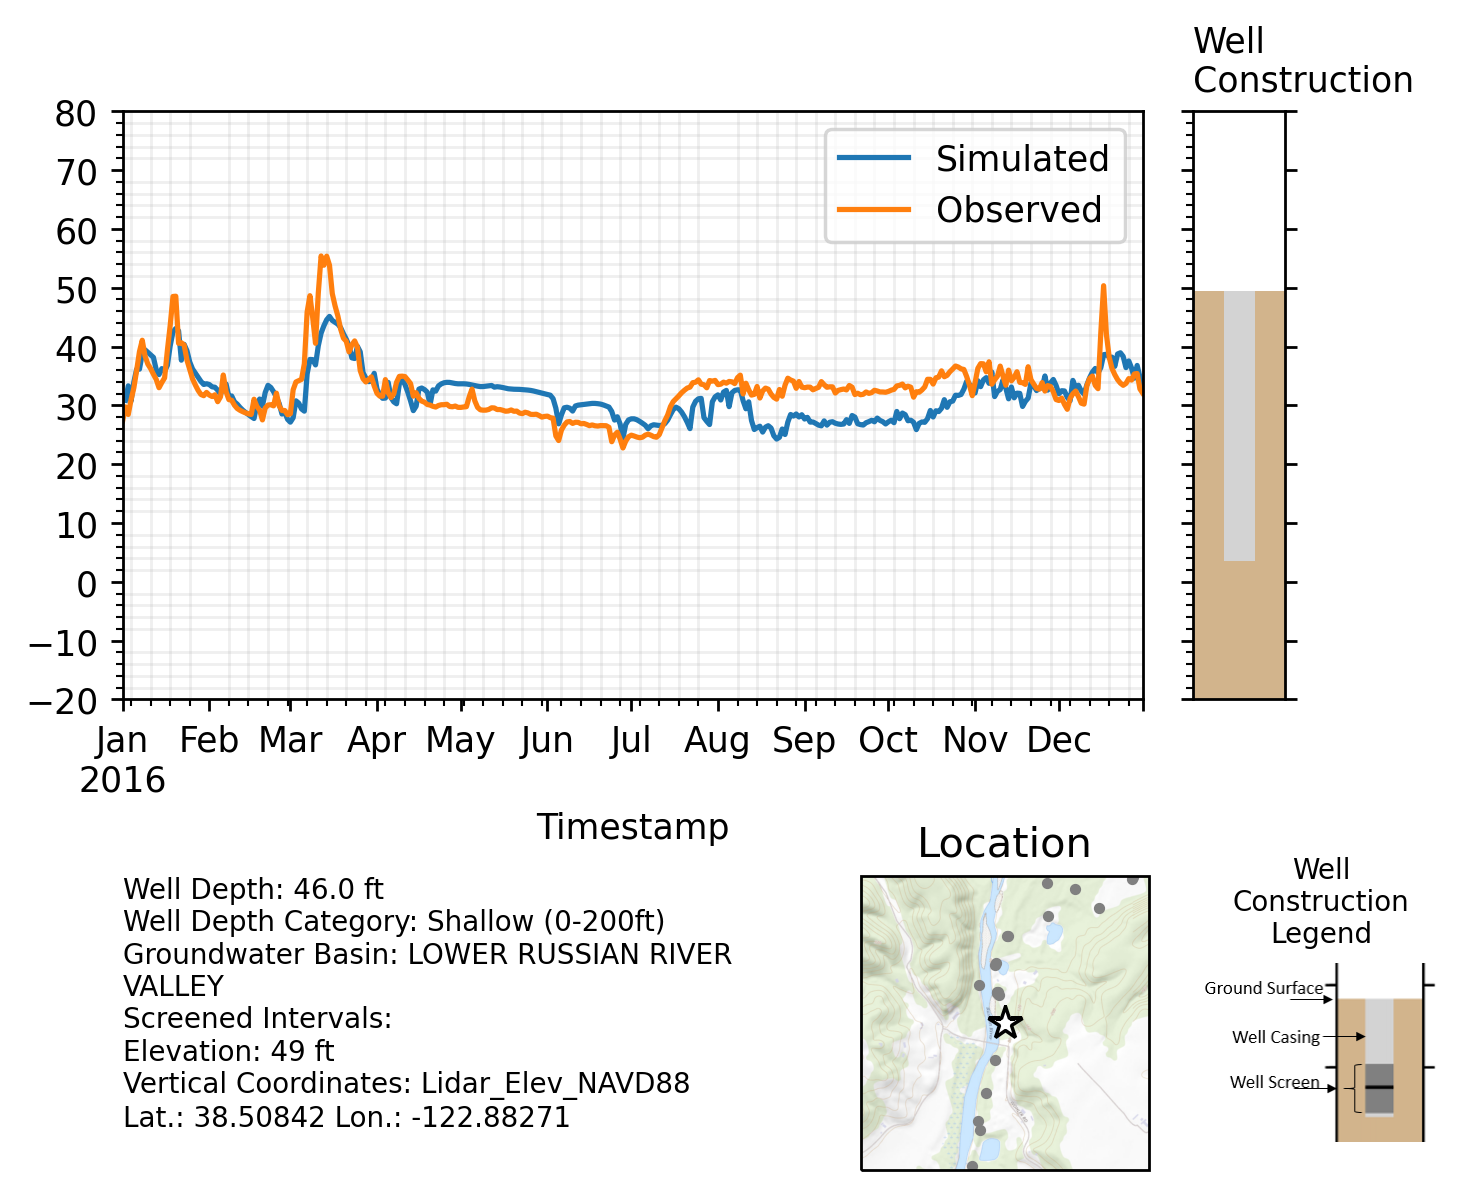 Well
Construction
80
70
60
50
40
30
20
10
0
−10
−20
Simulated
Observed
Jan Feb Mar Apr May Jun Jul Aug Sep Oct Nov Dec
2016
Timestamp
Well Depth: 46.0 ft
Well Depth Category: Shallow (0-200ft)
Groundwater Basin: LOWER RUSSIAN RIVER
VALLEY
Screened Intervals:
Elevation: 49 ft
Vertical Coordinates: Lidar_Elev_NAVD88
Lat.: 38.50842 Lon.: -122.88271
Location
Well
Construction
Legend
Ground Surface
Well Casing
Well Screen